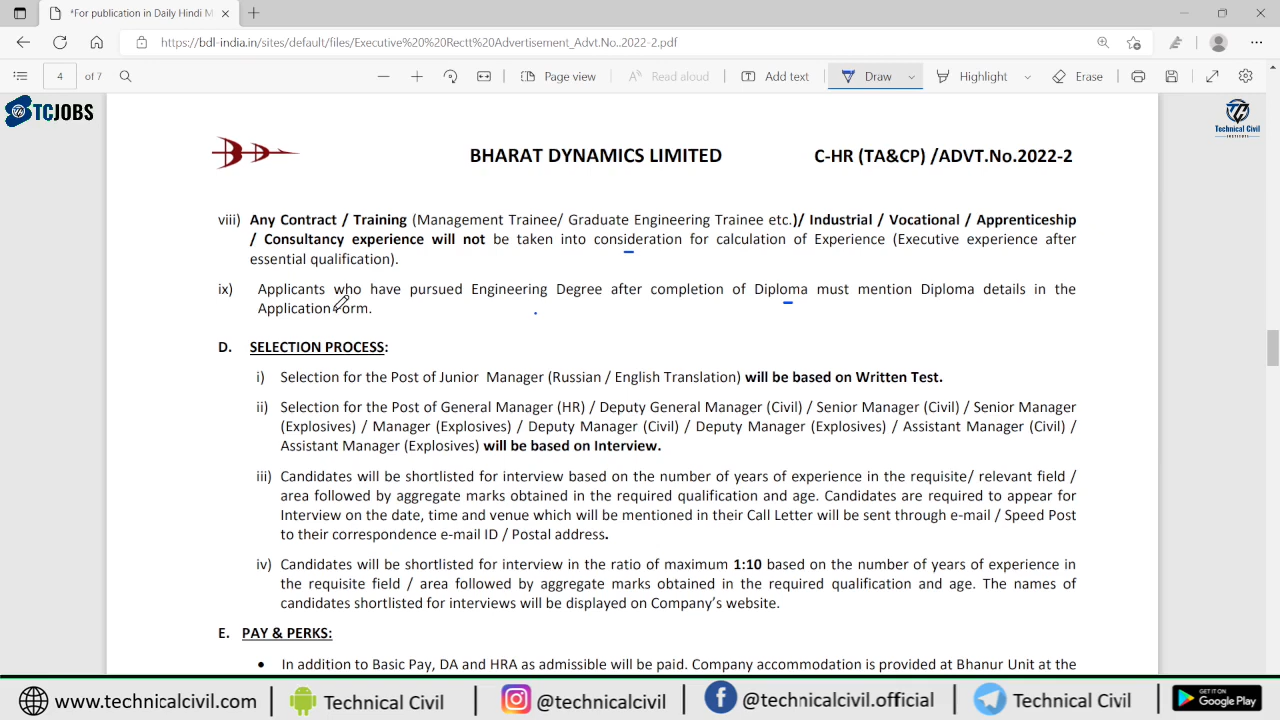 *For publication in Daily Hindi M
https://bdl-india.in/sites/default/files/Executive%20%20Rectt%20Advertisement_Advt.No..2022-2.pdf
4 of 7
Page view
Read aloud
Add text
Draw
Highlight
Erase
TCJOBS
Technical Civil
BHARAT DYNAMICS LIMITED C-HR (TA&CP) /ADVT.No.2022-2
viii) Any Contract / Training (Management Trainee/ Graduate Engineering Trainee etc.)/ Industrial / Vocational / Apprenticeship
/ Consultancy experience will not be taken into consideration for calculation of Experience (Executive experience after
essential qualification).
ix) Applicants who have pursued Engineering Degree after completion of Diploma must mention Diploma details in the
Application Form.
D. SELECTION PROCESS:
i) Selection for the Post of Junior Manager (Russian / English Translation) will be based on Written Test.
ii) Selection for the Post of General Manager (HR) / Deputy General Manager (Civil) / Senior Manager (Civil) / Senior Manager
(Explosives) / Manager (Explosives) / Deputy Manager (Civil) / Deputy Manager (Explosives) / Assistant Manager (Civil) /
Assistant Manager (Explosives) will be based on Interview.
iii) Candidates will be shortlisted for interview based on the number of years of experience in the requisite/ relevant field /
area followed by aggregate marks obtained in the required qualification and age. Candidates are required to appear for
Interview on the date, time and venue which will be mentioned in their Call Letter will be sent through e-mail / Speed Post
to their correspondence e-mail ID / Postal address.
iv) Candidates will be shortlisted for interview in the ratio of maximum 1:10 based on the number of years of experience in
the requisite field / area followed by aggregate marks obtained in the required qualification and age. The names of
candidates shortlisted for interviews will be displayed on Company's website.
E. PAY & PERKS:
• In addition to Basic Pay, DA and HRA as admissible will be paid. Company accommodation is provided at Bhanur Unit at the
www.technicalcivil.com
Technical Civil
@technicalcivil
@technicalcivil.official
Technical Civil
GET IT ON
Google Play